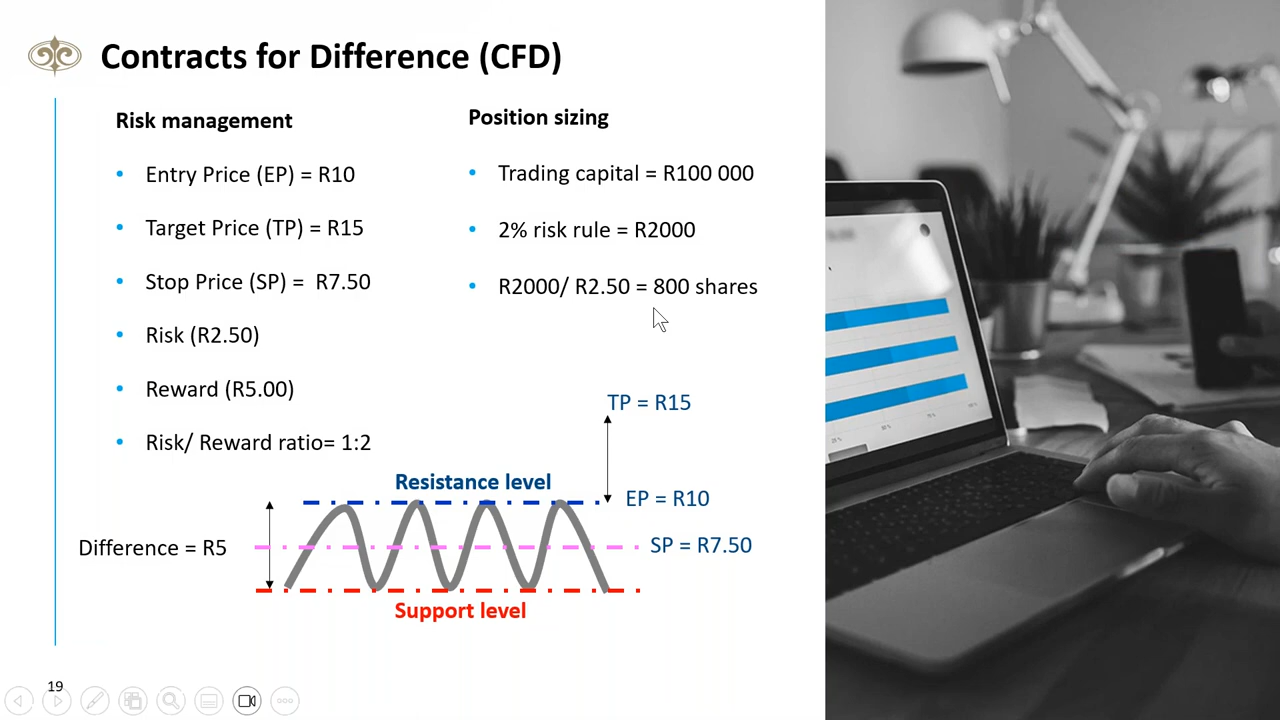 Contracts for Difference (CFD)
Risk management
• Entry Price (EP) = R10
• Target Price (TP) = R15
• Stop Price (SP) =  R7.50
• Risk (R2.50)
• Reward (R5.00)
• Risk/ Reward ratio= 1:2
Position sizing
• Trading capital = R100 000
• 2% risk rule = R2000
• R2000/ R2.50 = 800 shares
TP = R15
Resistance level
EP = R10
Difference = R5
SP = R7.50
Support level
19